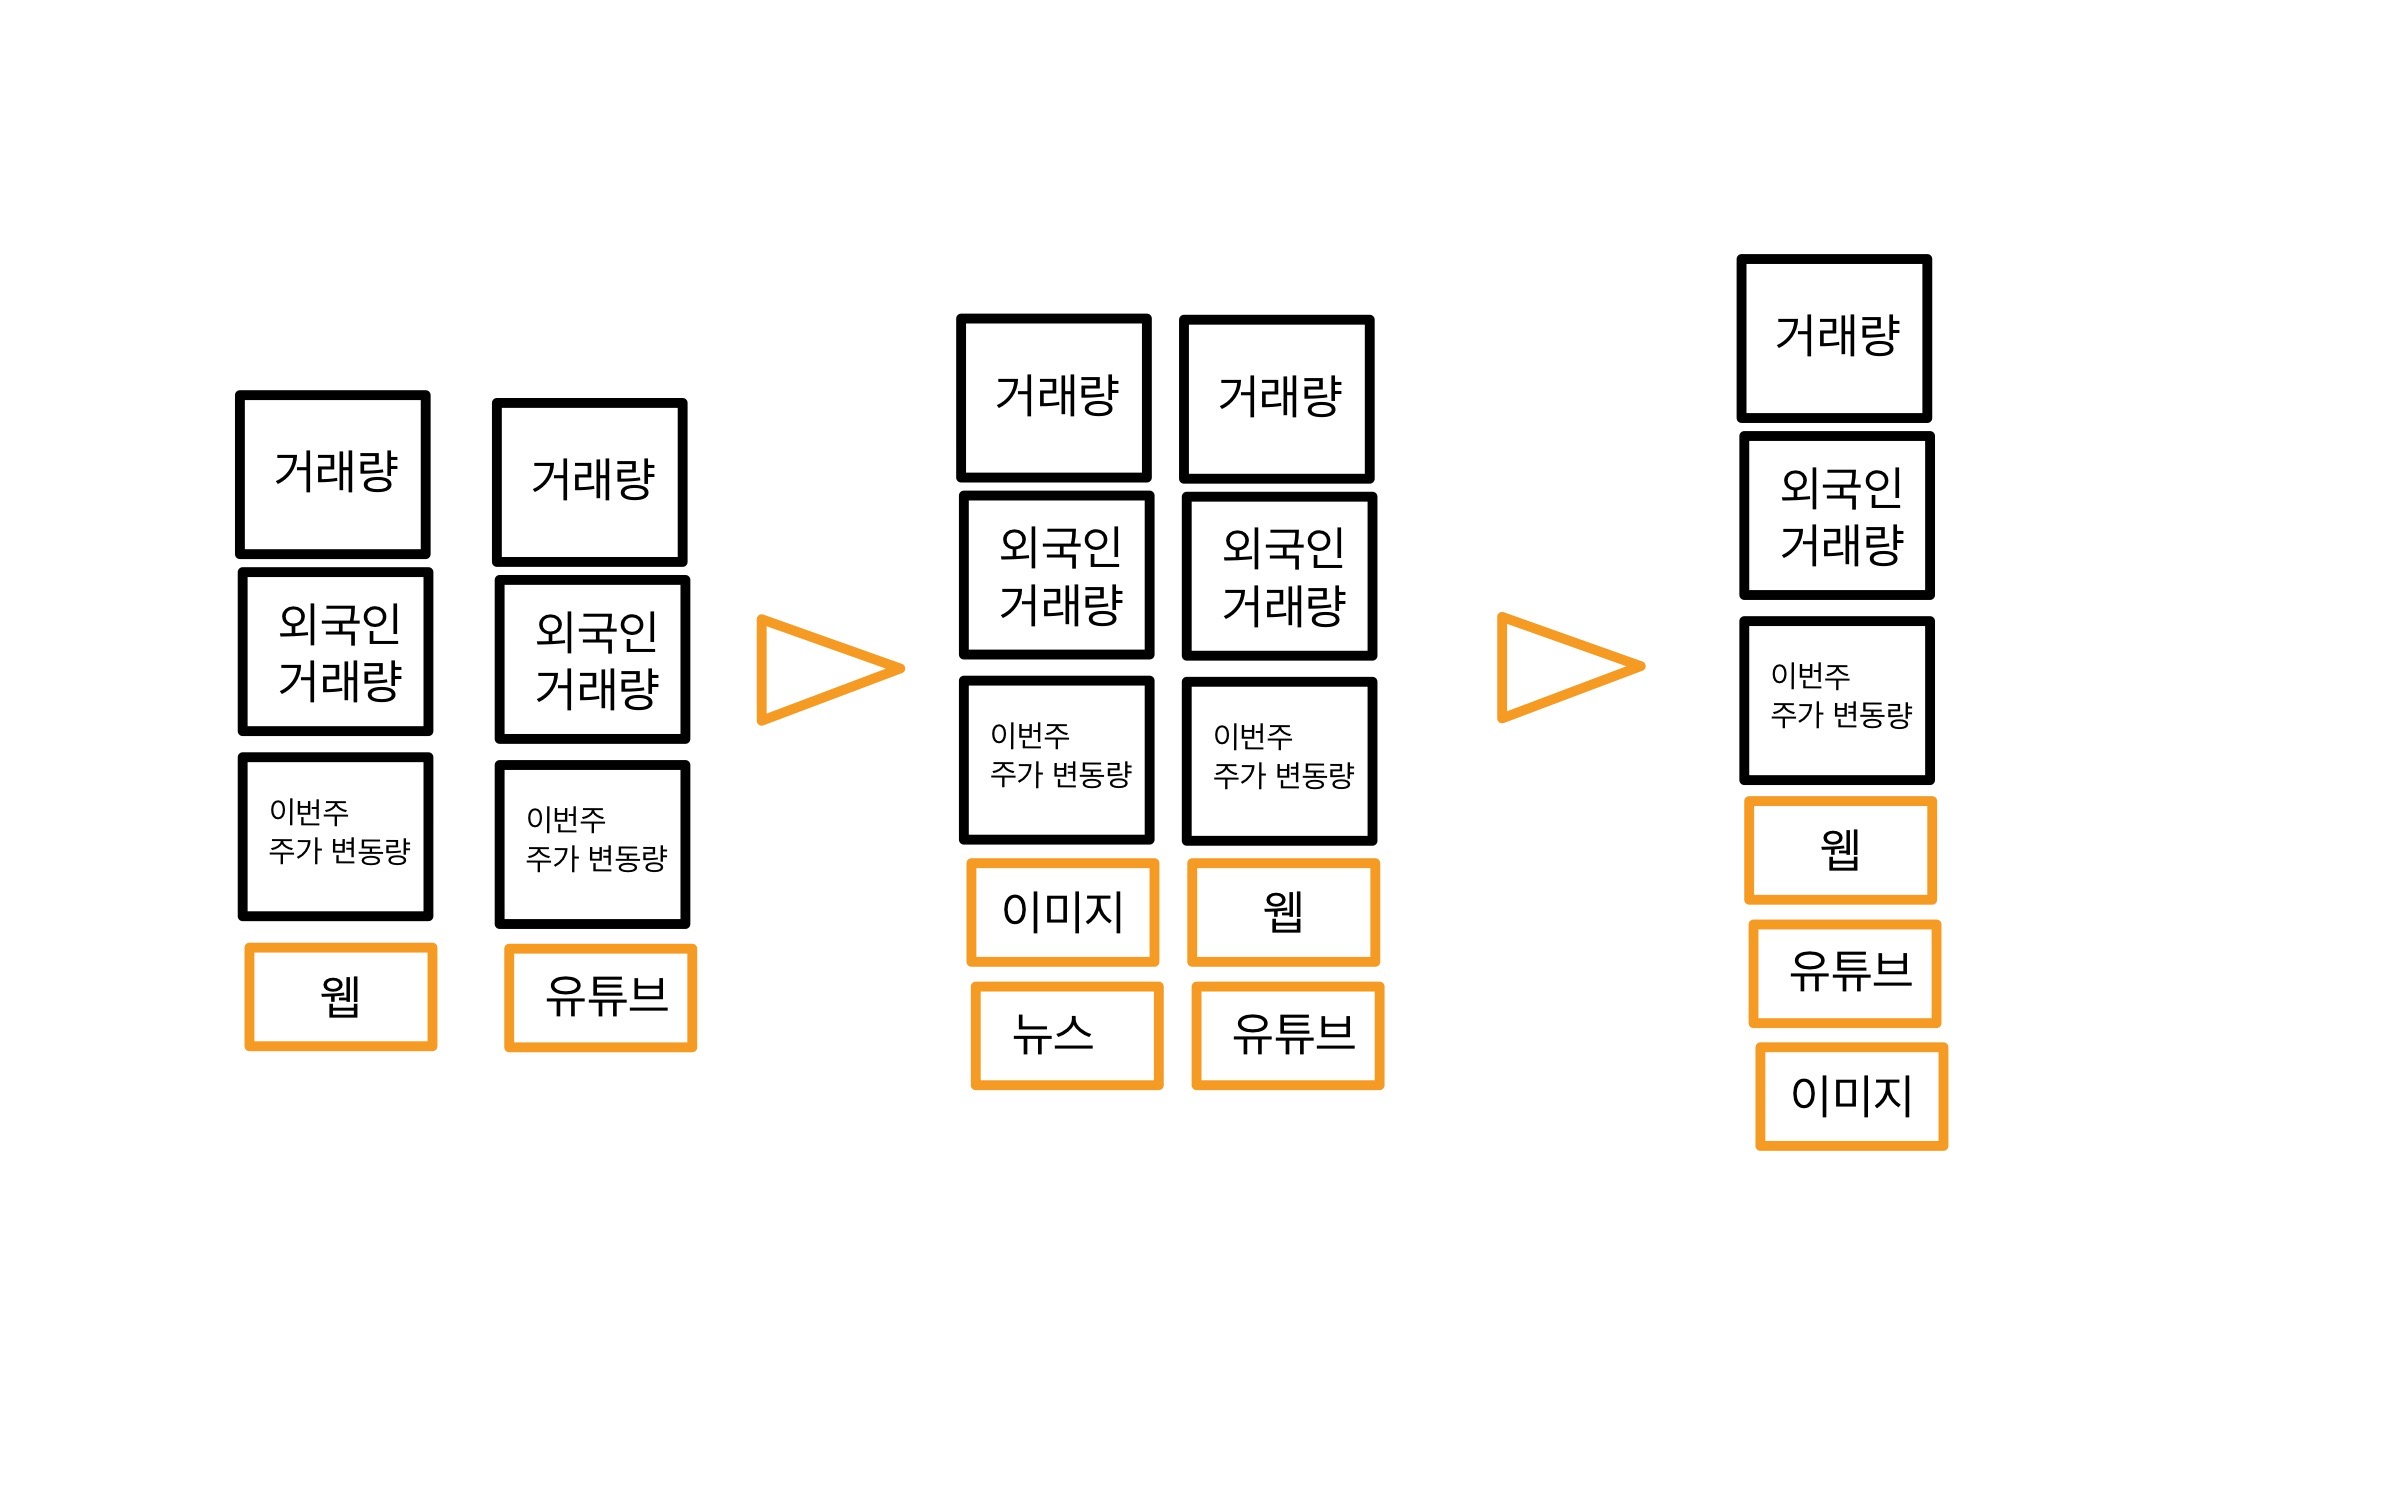 거래량
외국인
거래량
이번주
주가 변동량
웹
거래량
외국인
거래량
이번주
주가 변동량
유튜브
거래량
외국인
거래량
이번주
주가 변동량
이미지
뉴스
거래량
외국인
거래량
이번주
주가 변동량
웹
유튜브
거래량
외국인
거래량
이번주
주가 변동량
웹
유튜브
이미지